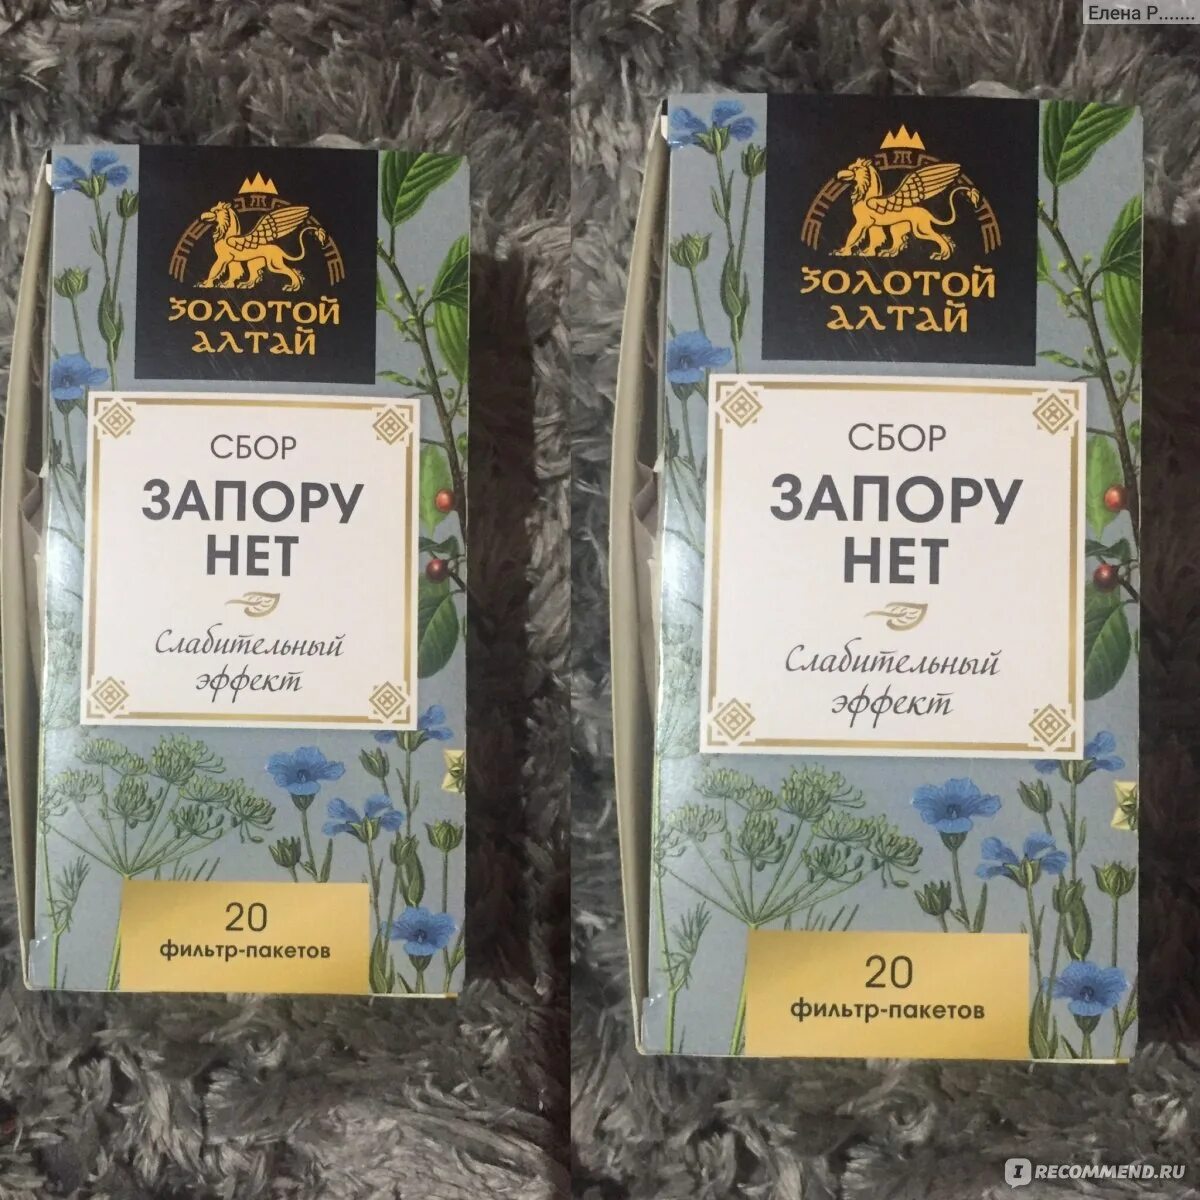 Елена Р.......
ЗОЛОТОЙ
АЛТАЙ
СБОР
ЗАПОРУ
НЕТ
Слабительный
эффект
20
фильтр-пакетов
ЗОЛОТОЙ
АЛТАЙ
СБОР
ЗАПОРУ
НЕТ
Слабительный
эффект
20
фильтр-пакетов
IRECOMMEND.RU